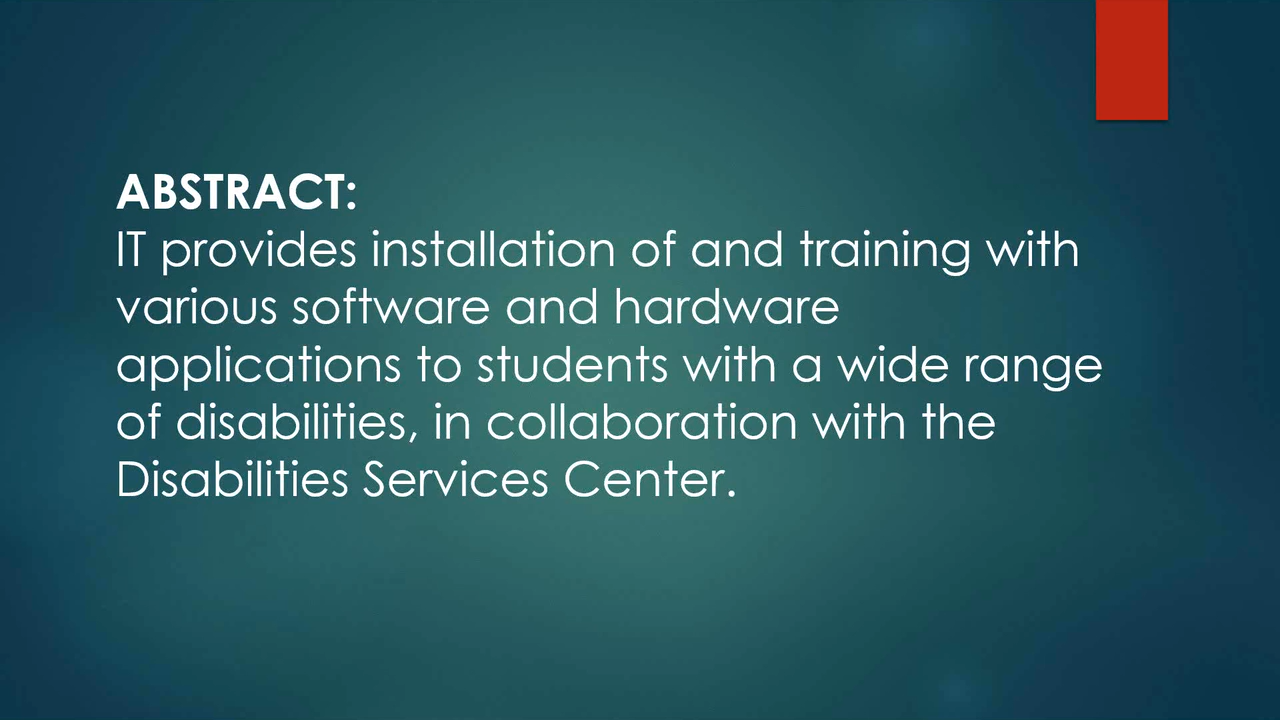 ABSTRACT:
IT provides installation of and training with
various software and hardware
applications to students with a wide range
of disabilities, in collaboration with the
Disabilities Services Center.